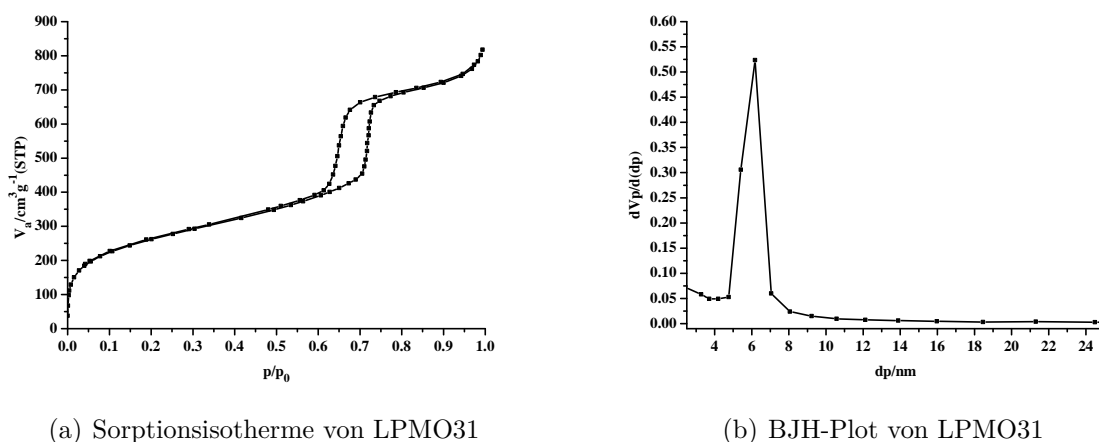 900
800
700
600
500
400
300
200
100
0
V_a/cm^3g^-1(STP)
0.0 0.1 0.2 0.3 0.4 0.5 0.6 0.7 0.8 0.9 1.0
p/p_0
(a) Sorptionsisotherme von LPMO31
0.60
0.55
0.50
0.45
0.40
0.35
0.30
0.25
0.20
0.15
0.10
0.05
0.00
dVp/d(dp)
4 6 8 10 12 14 16 18 20 22 24
dp/nm
(b) BJH-Plot von LPMO31